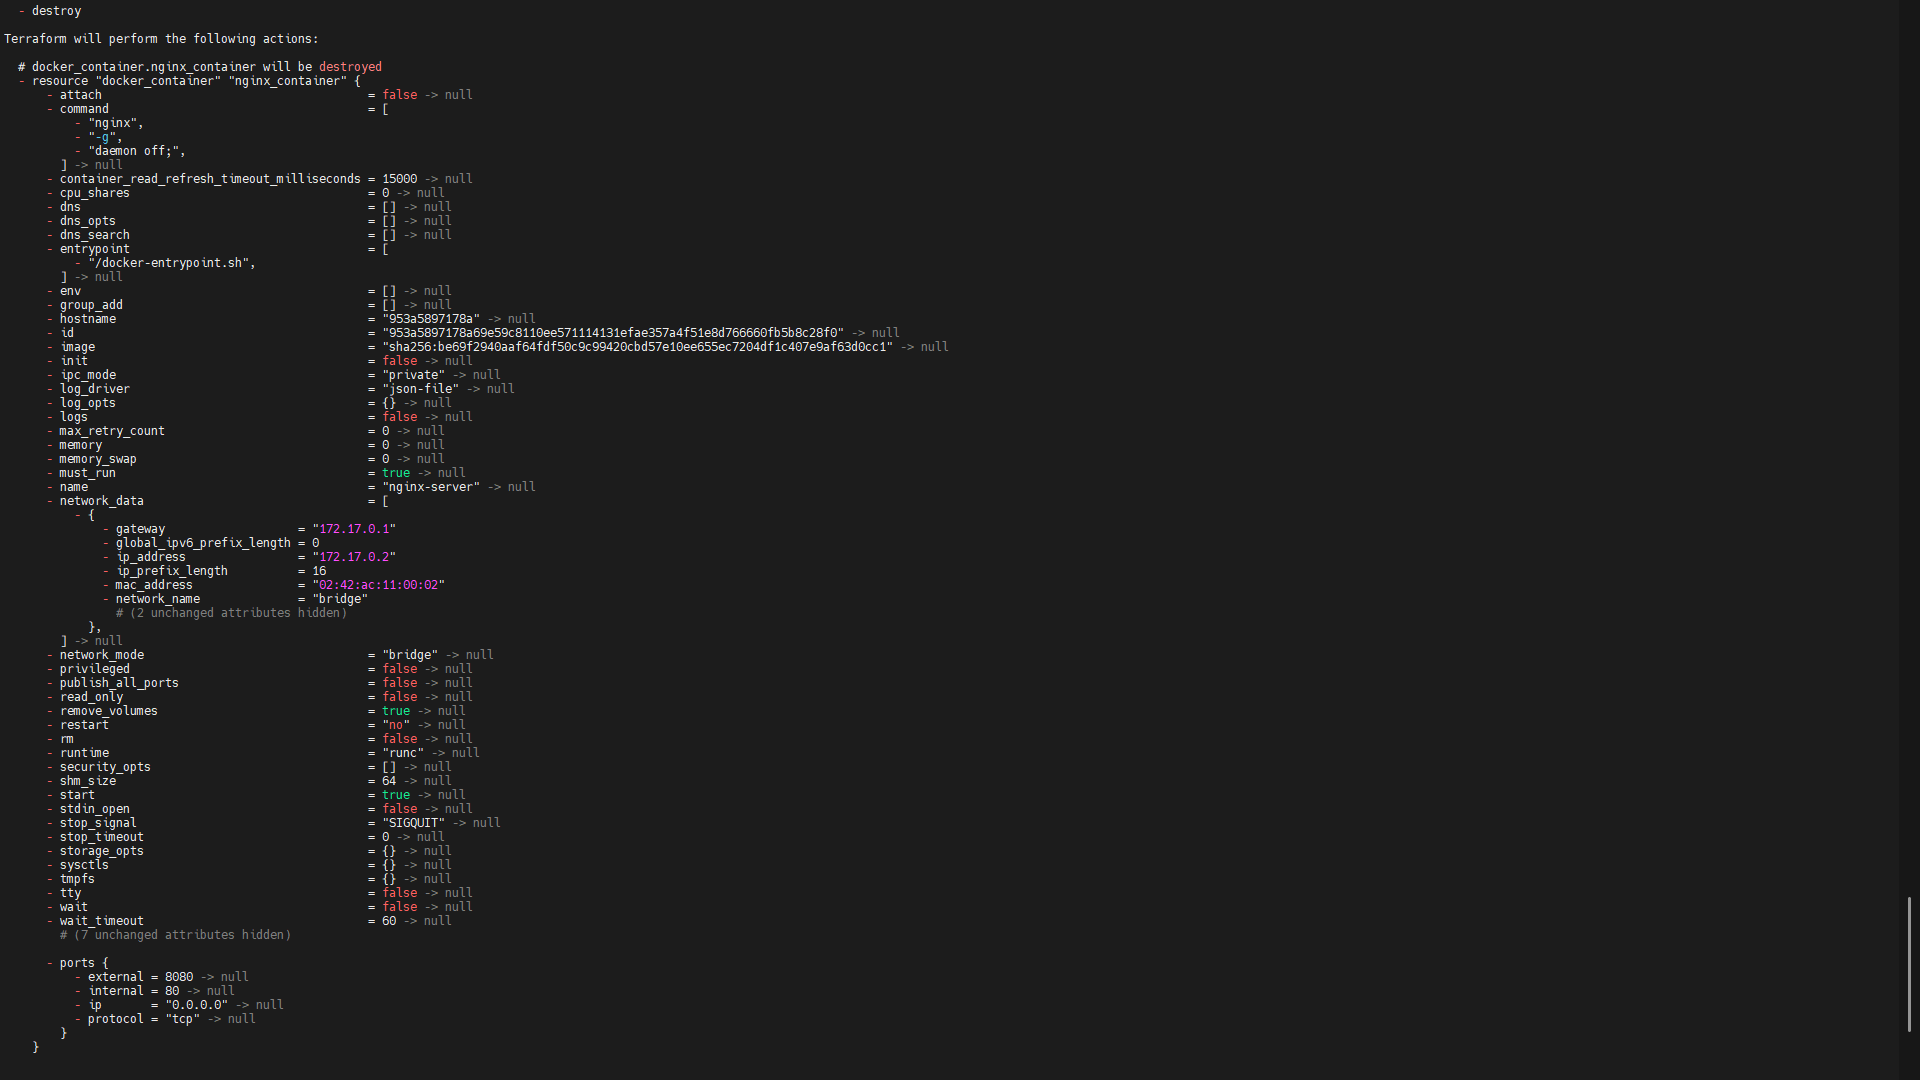 - destroy
Terraform will perform the following actions:
# docker_container.nginx_container will be destroyed
- resource "docker_container" "nginx_container" {
- attach = false -> null
- command = [
- "nginx",
- "-g",
- "daemon off;",
] -> null
- container_read_refresh_timeout_milliseconds = 15000 -> null
- cpu_shares = 0 -> null
- dns = [] -> null
- dns_opts = [] -> null
- dns_search = [] -> null
- entrypoint = [
- "/docker-entrypoint.sh",
] -> null
- env = [] -> null
- group_add = [] -> null
- hostname = "953a5897178a" -> null
- id = "953a5897178a69e59c8110ee571114131efae357a4f51e8d766660fb5b8c28f0" -> null
- image = "sha256:be69f2940aaf64fdf50c9c99420cbd57e10ee655ec7204df1c407e9af63d0cc1" -> null
- init = false -> null
- ipc_mode = "private" -> null
- log_driver = "json-file" -> null
- log_opts = {} -> null
- logs = false -> null
- max_retry_count = 0 -> null
- memory = 0 -> null
- memory_swap = 0 -> null
- must_run = true -> null
- name = "nginx-server" -> null
- network_data = [
- {
- gateway = "172.17.0.1"
- global_ipv6_prefix_length = 0
- ip_address = "172.17.0.2"
- ip_prefix_length = 16
- mac_address = "02:42:ac:11:00:02"
- network_name = "bridge"
# (2 unchanged attributes hidden)
},
] -> null
- network_mode = "bridge" -> null
- privileged = false -> null
- publish_all_ports = false -> null
- read_only = false -> null
- remove_volumes = true -> null
- restart = "no" -> null
- rm = false -> null
- runtime = "runc" -> null
- security_opts = [] -> null
- shm_size = 64 -> null
- start = true -> null
- stdin_open = false -> null
- stop_signal = "SIGQUIT" -> null
- stop_timeout = 0 -> null
- storage_opts = {} -> null
- sysctls = {} -> null
- tmpfs = {} -> null
- tty = false -> null
- wait = false -> null
- wait_timeout = 60 -> null
# (7 unchanged attributes hidden)
- ports {
- external = 8080 -> null
- internal = 80 -> null
- ip = "0.0.0.0" -> null
- protocol = "tcp" -> null
}
}